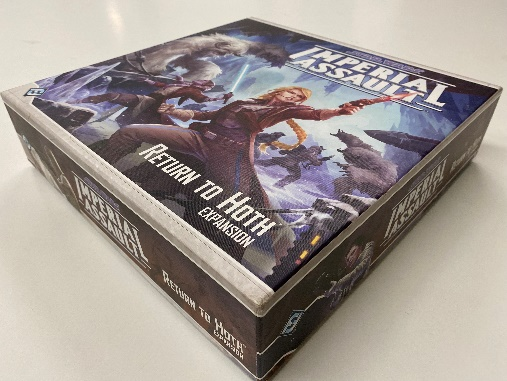 IMPERIAL
ASSAULT
RETURN TO HOTH
EXPANSION
IMPERIAL
ASSAULT
RETURN TO HOTH
EXPANSION
IMPERIAL
ASSAULT